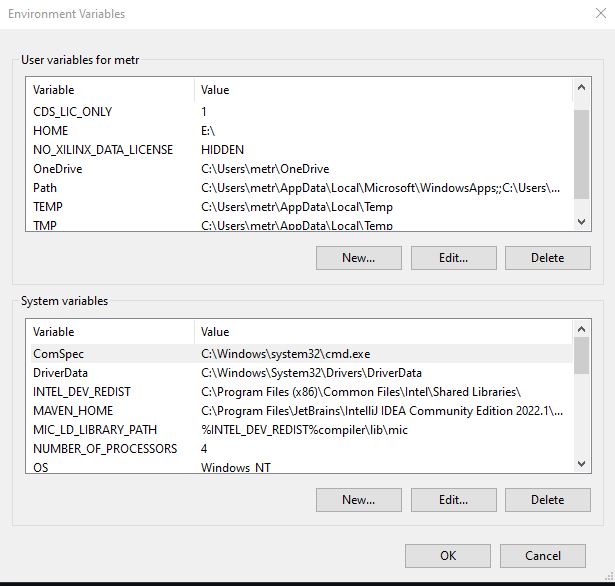 Environment Variables
User variables for metr
Variable Value
CDS_LIC_ONLY 1
HOME E:\
NO_XILINX_DATA_LICENSE HIDDEN
OneDrive C:\Users\metr\OneDrive
Path C:\Users\metr\AppData\Local\Microsoft\WindowsApps;;C:\Users\...
TEMP C:\Users\metr\AppData\Local\Temp
TMP C:\Users\metr\AppData\Local\Temp
New... Edit... Delete
System variables
Variable Value
ComSpec C:\Windows\system32\cmd.exe
DriverData C:\Windows\System32\Drivers\DriverData
INTEL_DEV_REDIST C:\Program Files (x86)\Common Files\Intel\Shared Libraries\
MAVEN_HOME C:\Program Files\JetBrains\IntelliJ IDEA Community Edition 2022.1\...
MIC_LD_LIBRARY_PATH %INTEL_DEV_REDIST%compiler\lib\mic
NUMBER_OF_PROCESSORS 4
OS Windows_NT
New... Edit... Delete
OK Cancel